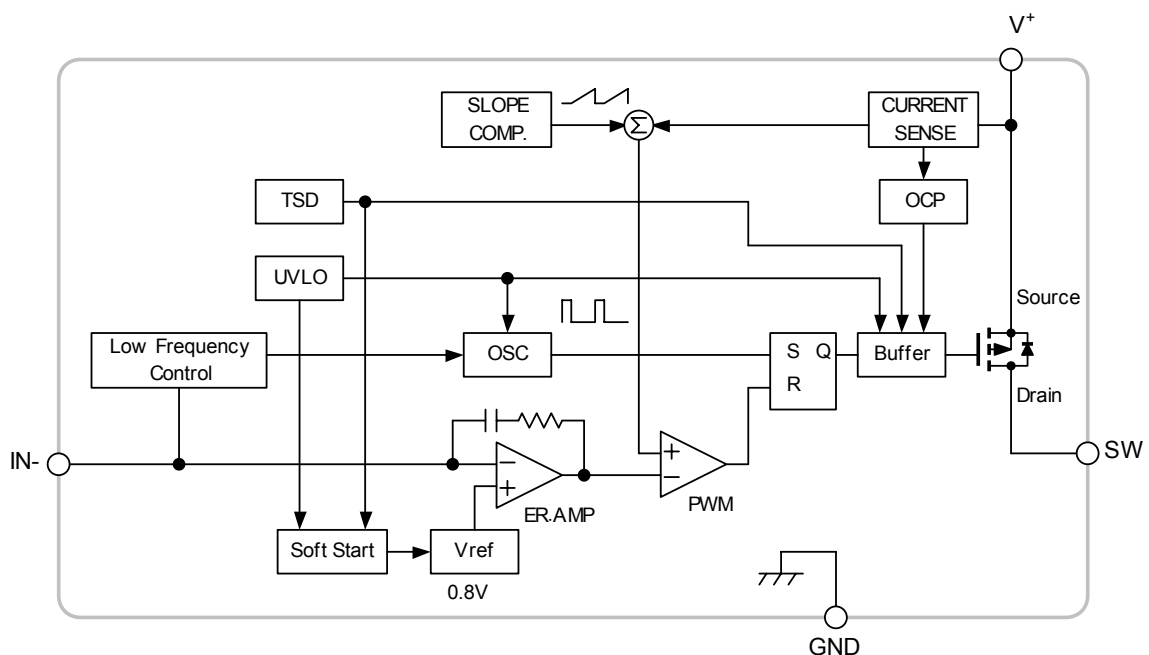 V+
SLOPE
COMP.
Σ
CURRENT
SENSE
TSD
OCP
UVLO
Source
Low Frequency
Control
OSC
S Q
R
Buffer
Drain
IN-
−
+
ER.AMP
+
−
PWM
SW
Soft Start
Vref
0.8V
GND